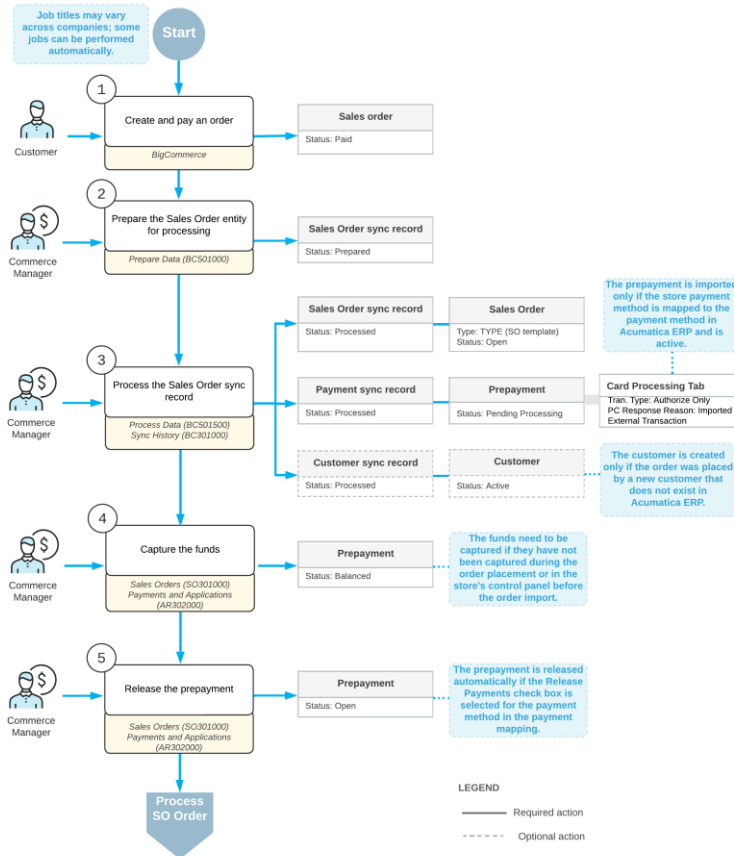 Job titles may vary
across companies; some
jobs can be performed
automatically.
Start
1
Create and pay an order
BigCommerce
Customer
Sales order
Status: Paid
2
Prepare the Sales Order entity
for processing
Prepare Data (BC501000)
Commerce
Manager
Sales Order sync record
Status: Prepared
3
Process the Sales Order sync
record
Process Data (BC501500)
Sync History (BC301000)
Commerce
Manager
Sales Order sync record
Status: Processed
Sales Order
Type: TYPE (SO template)
Status: Open
The prepayment is imported
only if the store payment
method is mapped to the
payment method in
Acumatica ERP and is
active.
Payment sync record
Status: Processed
Prepayment
Status: Pending Processing
Card Processing Tab
Tran. Type: Authorize Only
PC Response Reason: Imported
External Transaction
Customer sync record
Status: Processed
Customer
Status: Active
The customer is created
only if the order was placed
by a new customer that
does not exist in
Acumatica ERP.
4
Capture the funds
Sales Orders (SO301000)
Payments and Applications
(AR302000)
Commerce
Manager
Prepayment
Status: Balanced
The funds need to be
captured if they have not
been captured during the
order placement or in the
store's control panel before
the order import.
5
Release the prepayment
Sales Orders (SO301000)
Payments and Applications
(AR302000)
Commerce
Manager
Prepayment
Status: Open
The prepayment is released
automatically if the Release
Payments check box is
selected for the payment
method in the payment
mapping.
Process
SO Order
LEGEND
Required action
Optional action